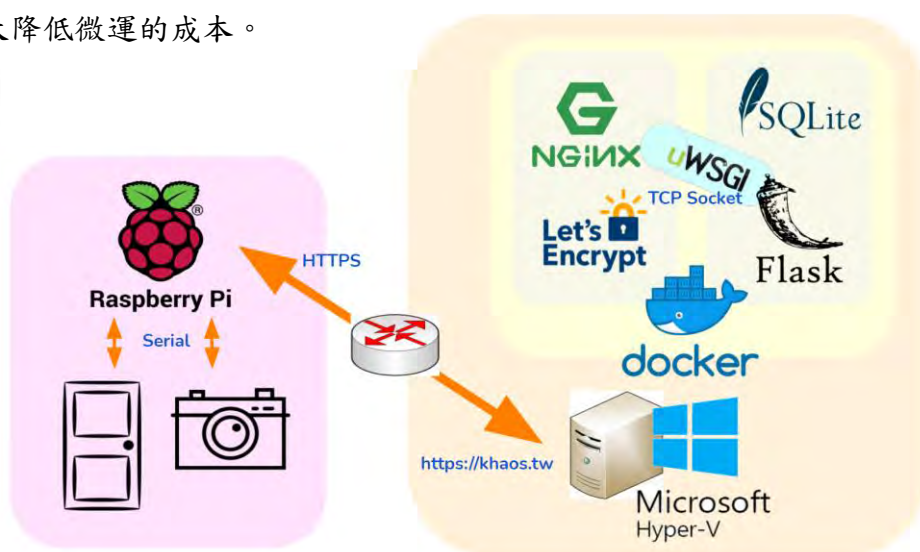 降低微運的成本。
NGiNX
SQLite
uWSGI
TCP Socket
Let's
Encrypt
Flask
docker
®
Raspberry Pi
HTTPS
Serial
https://khaos.tw
Microsoft
Hyper-V